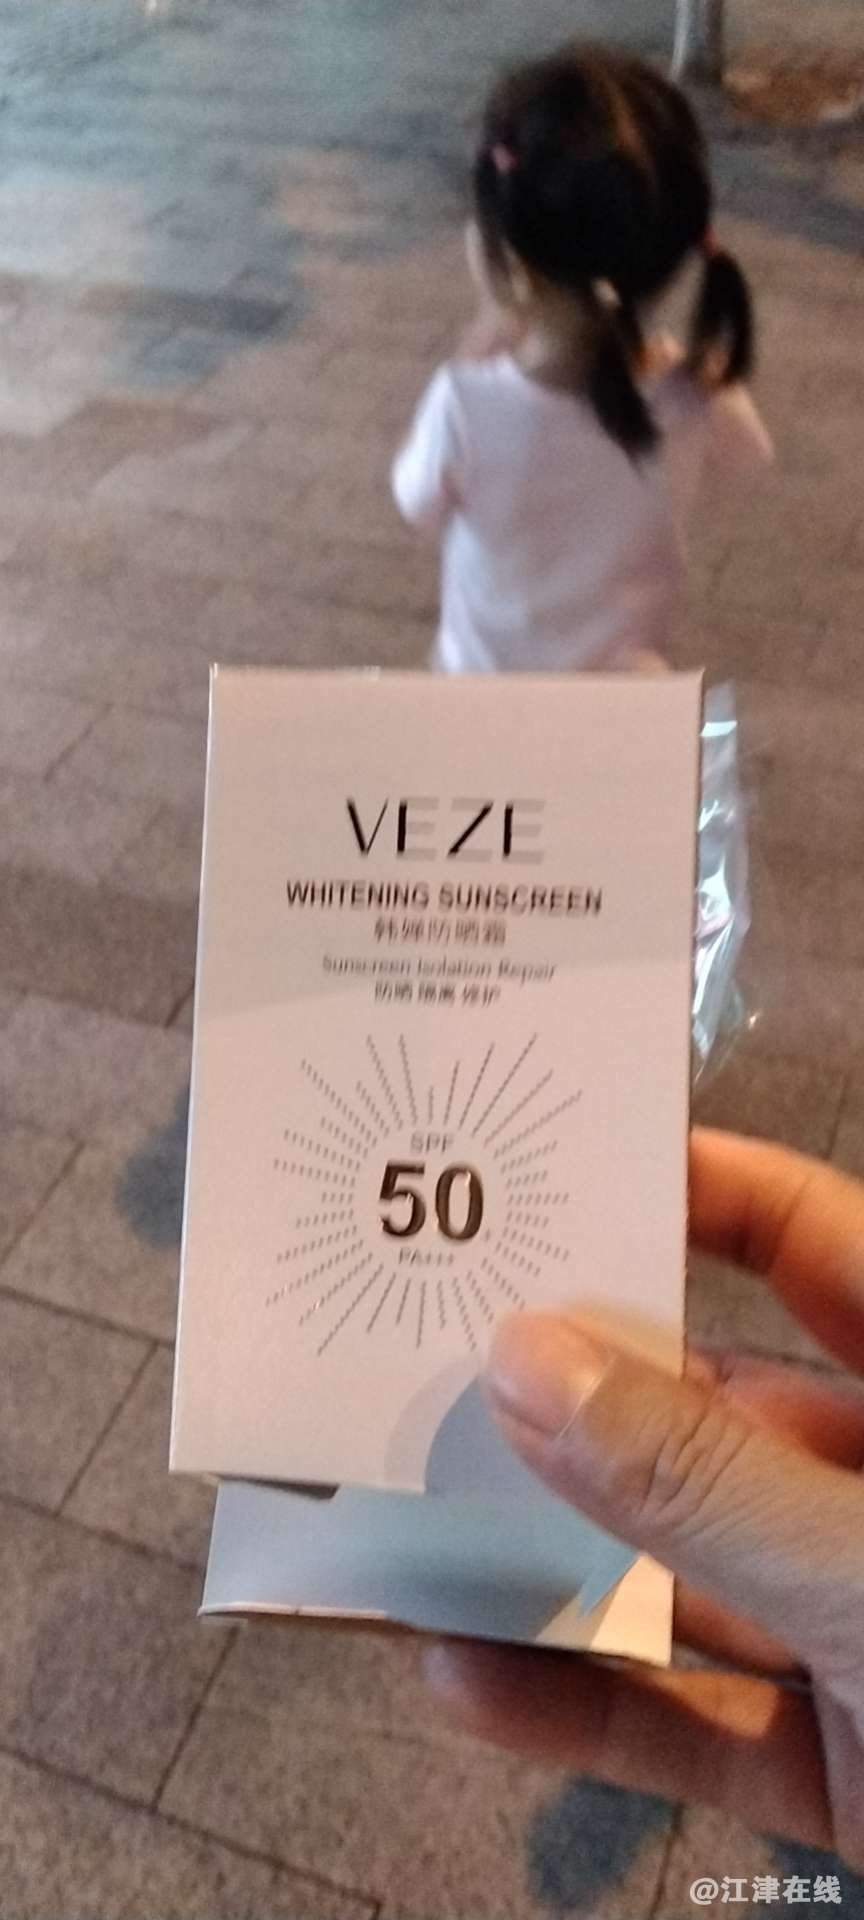 VEZE
WHITENING SUNSCREEN
韩婵防晒霜
Sunscreen Isolation Repair
防晒 隔离 修护
SPF
50
PA+++
@江津在线